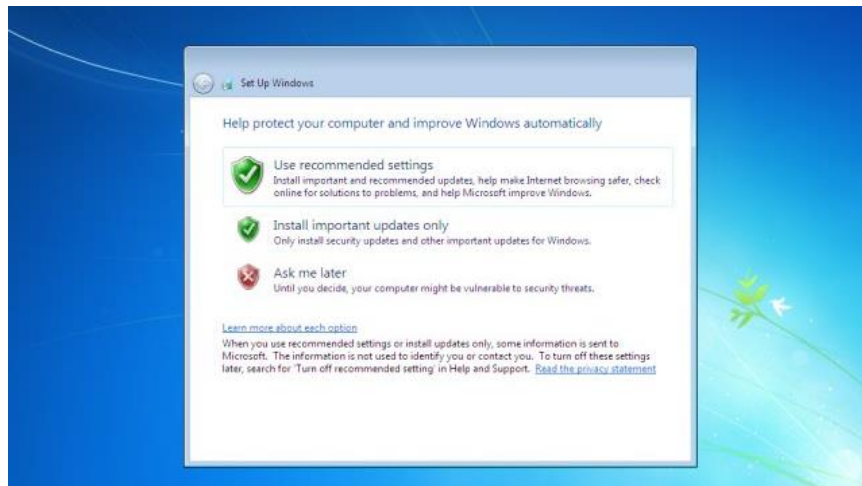 Set Up Windows
Help protect your computer and improve Windows automatically
Use recommended settings
Install important and recommended updates, help make Internet browsing safer, check
online for solutions to problems, and help Microsoft improve Windows.
Install important updates only
Only install security updates and other important updates for Windows.
Ask me later
Until you decide, your computer might be vulnerable to security threats.
Learn more about each option
When you use recommended settings or install updates only, some information is sent to
Microsoft. The information is not used to identify you or contact you. To turn off these settings
later, search for 'Turn off recommended setting' in Help and Support. Read the privacy statement